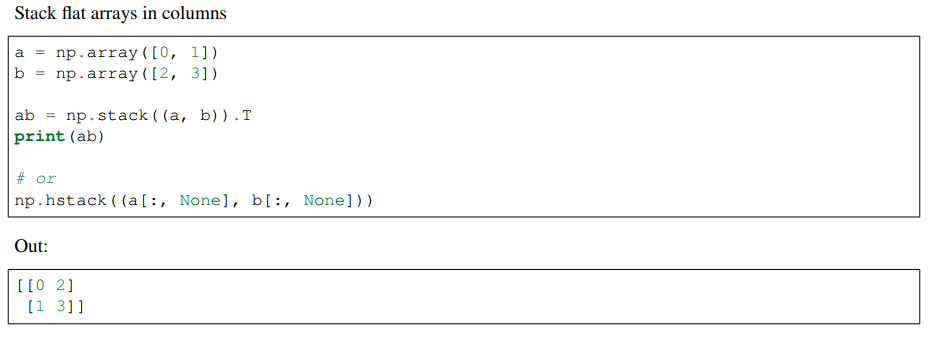 Stack flat arrays in columns
a = np.array([0, 1])
b = np.array([2, 3])
ab = np.stack((a, b)).T
print(ab)
# or
np.hstack((a[:, None], b[:, None]))
Out:
[[0 2]
 [1 3]]